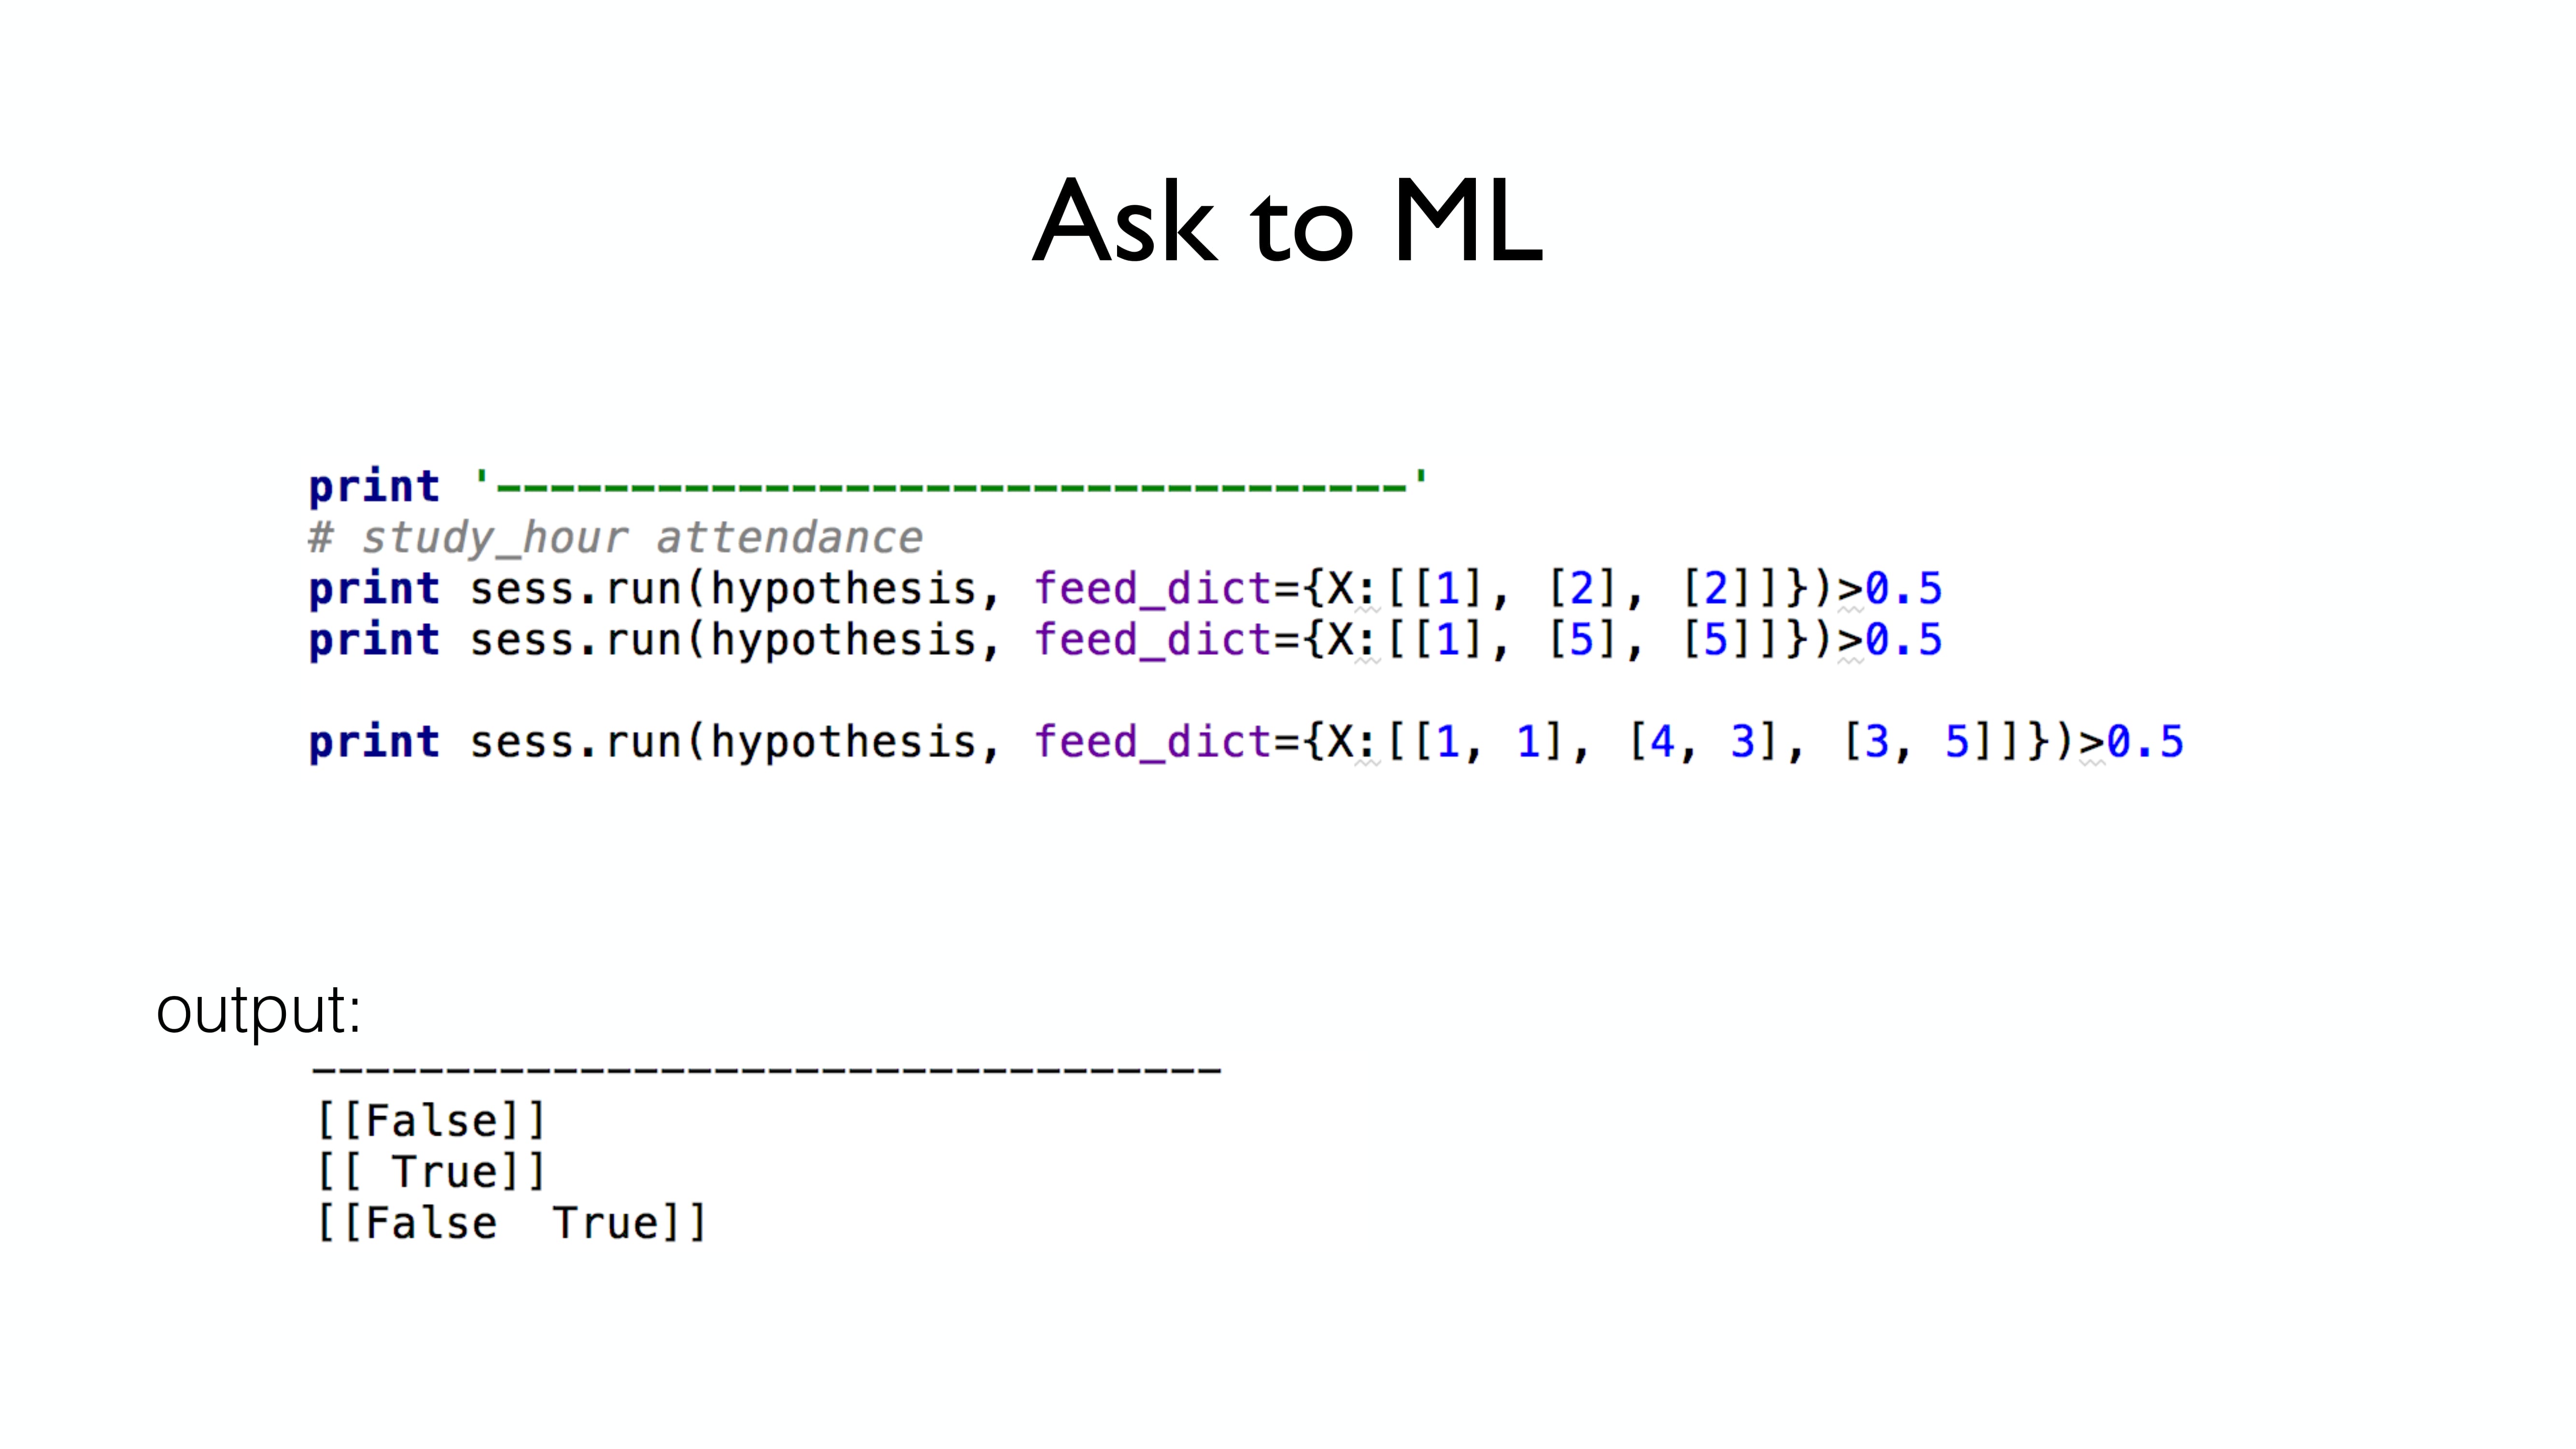 Ask to ML
print '----------------------------------'
# study_hour attendance
print sess.run(hypothesis, feed_dict={X:[[1], [2], [2]]})>0.5
print sess.run(hypothesis, feed_dict={X:[[1], [5], [5]]})>0.5
print sess.run(hypothesis, feed_dict={X:[[1, 1], [4, 3], [3, 5]]})>0.5
output:
----------------------------------
[[False]]
[[ True]]
[[False  True]]